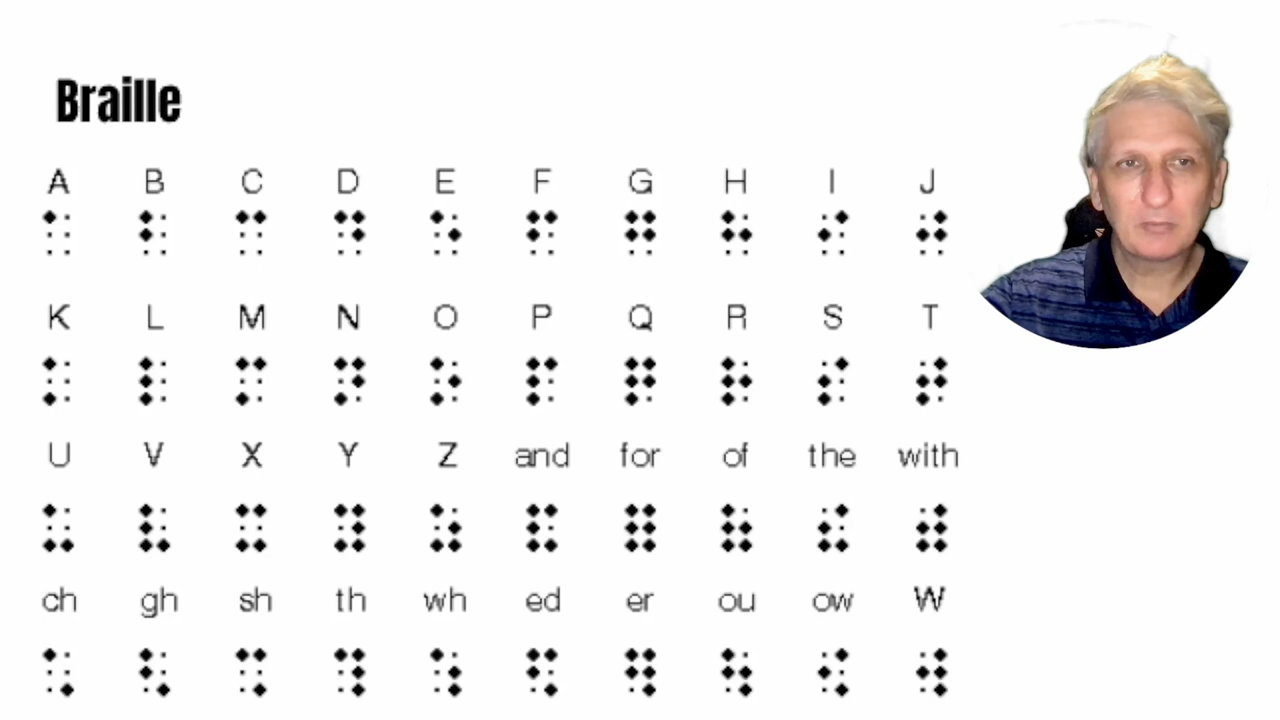 Braille
A B C D E F G H I J
⠁ ⠃ ⠉ ⠙ ⠑ ⠋ ⠛ ⠓ ⠊ ⠚
K L M N O P Q R S T
⠅ ⠇ ⠍ ⠝ ⠕ ⠏ ⠟ ⠗ ⠎ ⠞
U V X Y Z and for of the with
⠥ ⠧ ⠭ ⠽ ⠵ ⠯ ⠿ ⠷ ⠮ ⠾
ch gh sh th wh ed er ou ow W
⠡ ⠣ ⠩ ⠹ ⠱ ⠫ ⠻ ⠳ ⠪ ⠺